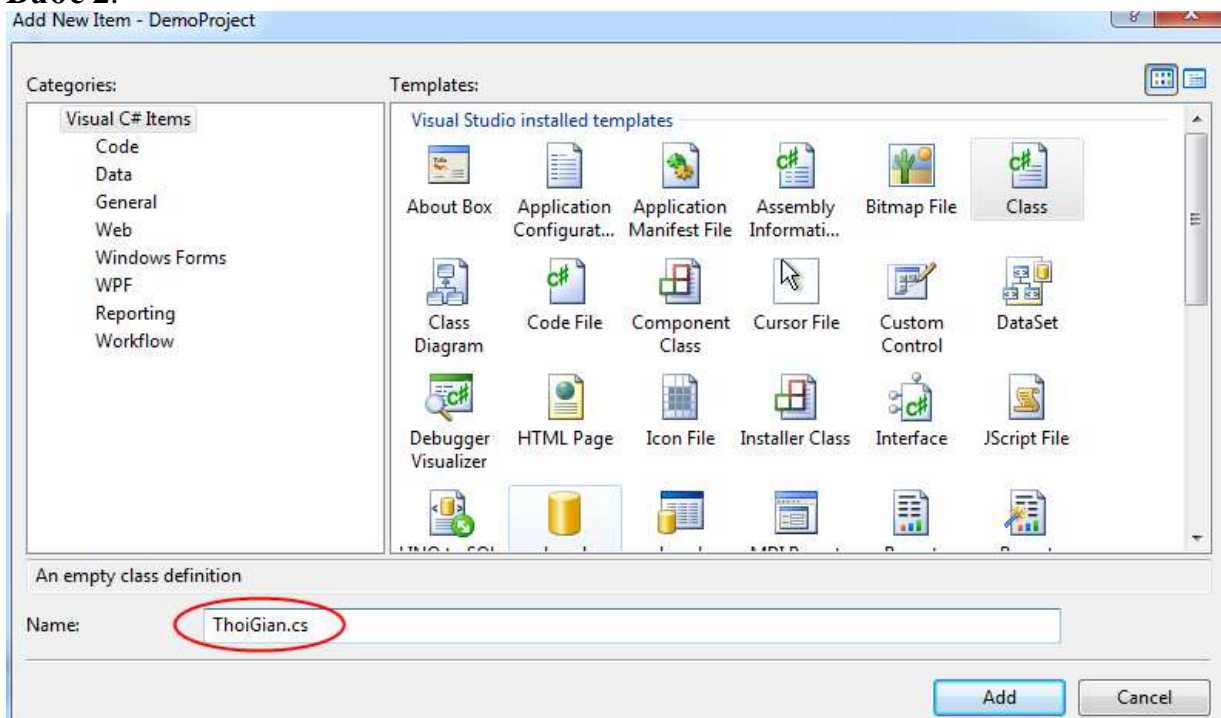 Bước 2:
Add New Item - DemoProject
Categories:
Templates:
Visual C# Items
Code
Data
General
Web
Windows Forms
WPF
Reporting
Workflow
Visual Studio installed templates
About Box
Application Configurat...
Application Manifest File
Assembly Informati...
Bitmap File
Class
Class Diagram
Code File
Component Class
Cursor File
Custom Control
DataSet
Debugger Visualizer
HTML Page
Icon File
Installer Class
Interface
JScript File
An empty class definition
Name:
ThoiGian.cs
Add
Cancel